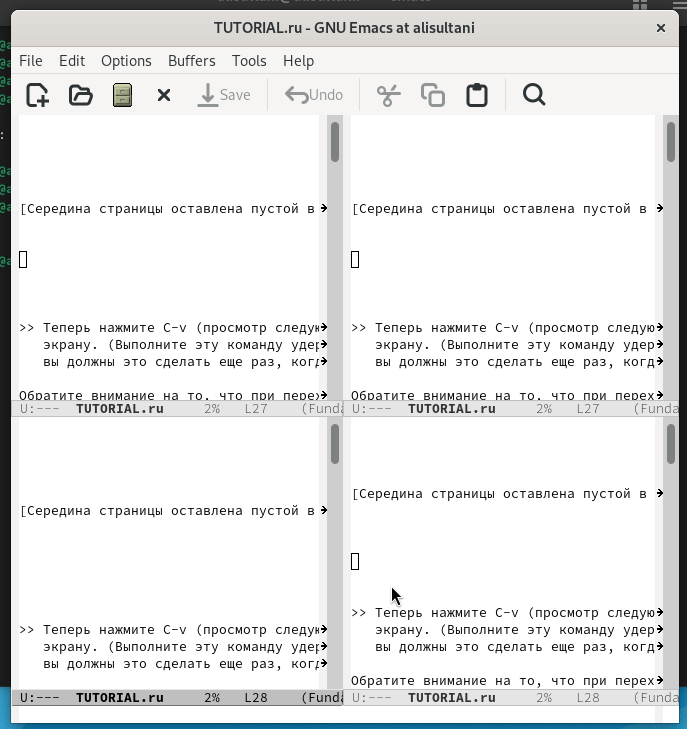 TUTORIAL.ru - GNU Emacs at alisultani
File Edit Options Buffers Tools Help
Save Undo
[Середина страницы оставлена пустой в
>> Теперь нажмите C-v (просмотр следую
экрану. (Выполните эту команду удер
вы должны это сделать еще раз, когд
Обратите внимание на то, что при перех
U:--- TUTORIAL.ru 2% L27 (Funda
[Середина страницы оставлена пустой в
>> Теперь нажмите C-v (просмотр следую
экрану. (Выполните эту команду удер
вы должны это сделать еще раз, когд
Обратите внимание на то, что при перех
U:--- TUTORIAL.ru 2% L27 (Funda
[Середина страницы оставлена пустой в
>> Теперь нажмите C-v (просмотр следую
экрану. (Выполните эту команду удер
вы должны это сделать еще раз, когд
U:--- TUTORIAL.ru 2% L28 (Funda
[Середина страницы оставлена пустой в
>> Теперь нажмите C-v (просмотр следую
экрану. (Выполните эту команду удер
вы должны это сделать еще раз, когд
Обратите внимание на то, что при перех
U:--- TUTORIAL.ru 2% L28 (Funda